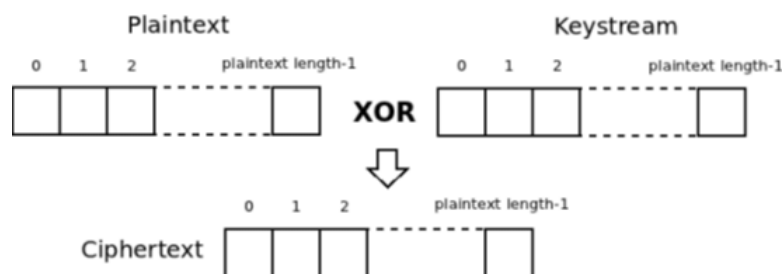 Plaintext Keystream
0 1 2 plaintext length-1 0 1 2 plaintext length-1
XOR
0 1 2 plaintext length-1
Ciphertext